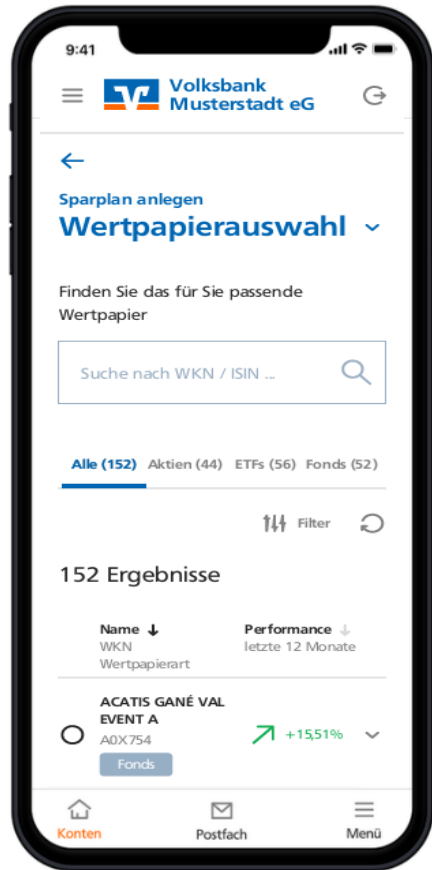 9:41
Volksbank
Musterstadt eG
Sparplan anlegen
Wertpapierauswahl
Finden Sie das für Sie passende
Wertpapier
Suche nach WKN / ISIN ...
Alle (152) Aktien (44) ETFs (56) Fonds (52)
Filter
152 Ergebnisse
Name Performance
WKN letzte 12 Monate
Wertpapierart
ACATIS GANÉ VAL
EVENT A
A0X754 +15,51%
Fonds
Konten Postfach Menü